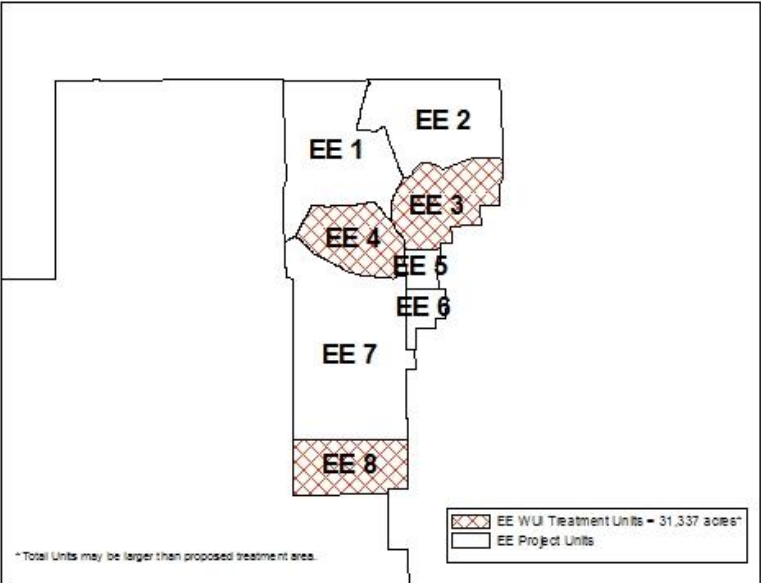 EE 2
EE 1
EE 3
EE 4
EE 5
EE 6
EE 7
EE 8
EE WUI Treatment Units = 31,337 acres*
EE Project Units
*Total Units may be larger than proposed treatment area.